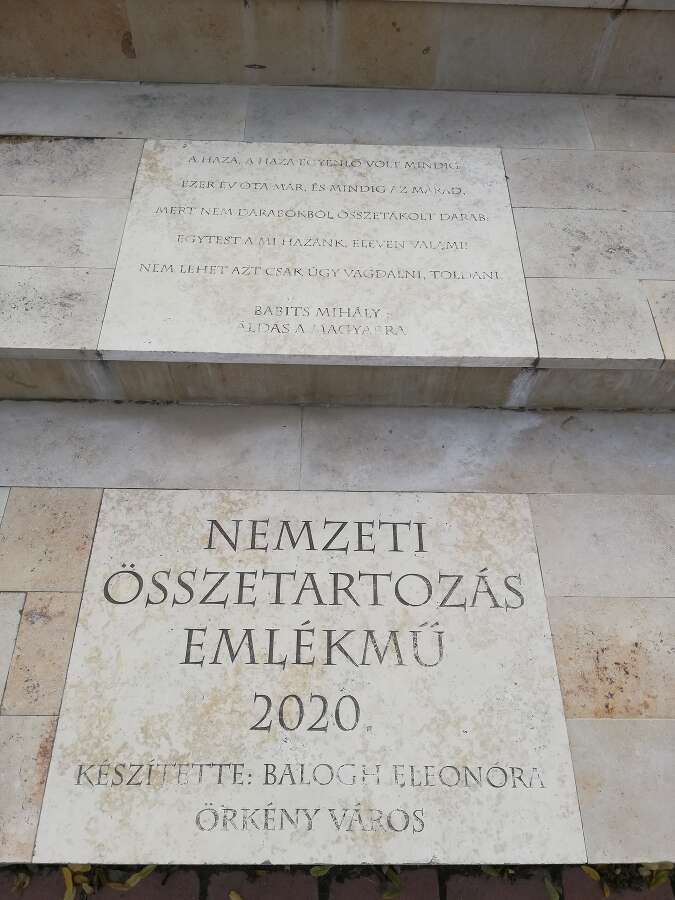 A HAZA, A HAZA EGYENLŐ VOLT MINDIG
EZER ÉV ÓTA MÁR, ÉS MINDIG AZ MARAD,
MERT NEM DARABOKBÓL ÖSSZETÁKOLT DARAB:
EGYTEST A MI HAZÁNK, ELEVEN VALAMI!
NEM LEHET AZT CSAK ÚGY VAGDALNI, TOLDANI.
BABITS MIHÁLY :
ÁLDÁS A MAGYARRA
NEMZETI
ÖSSZETARTOZÁS
EMLÉKMŰ
2020.
KÉSZÍTETTE: BALOGH ELEONÓRA
ÖRKÉNY VÁROS